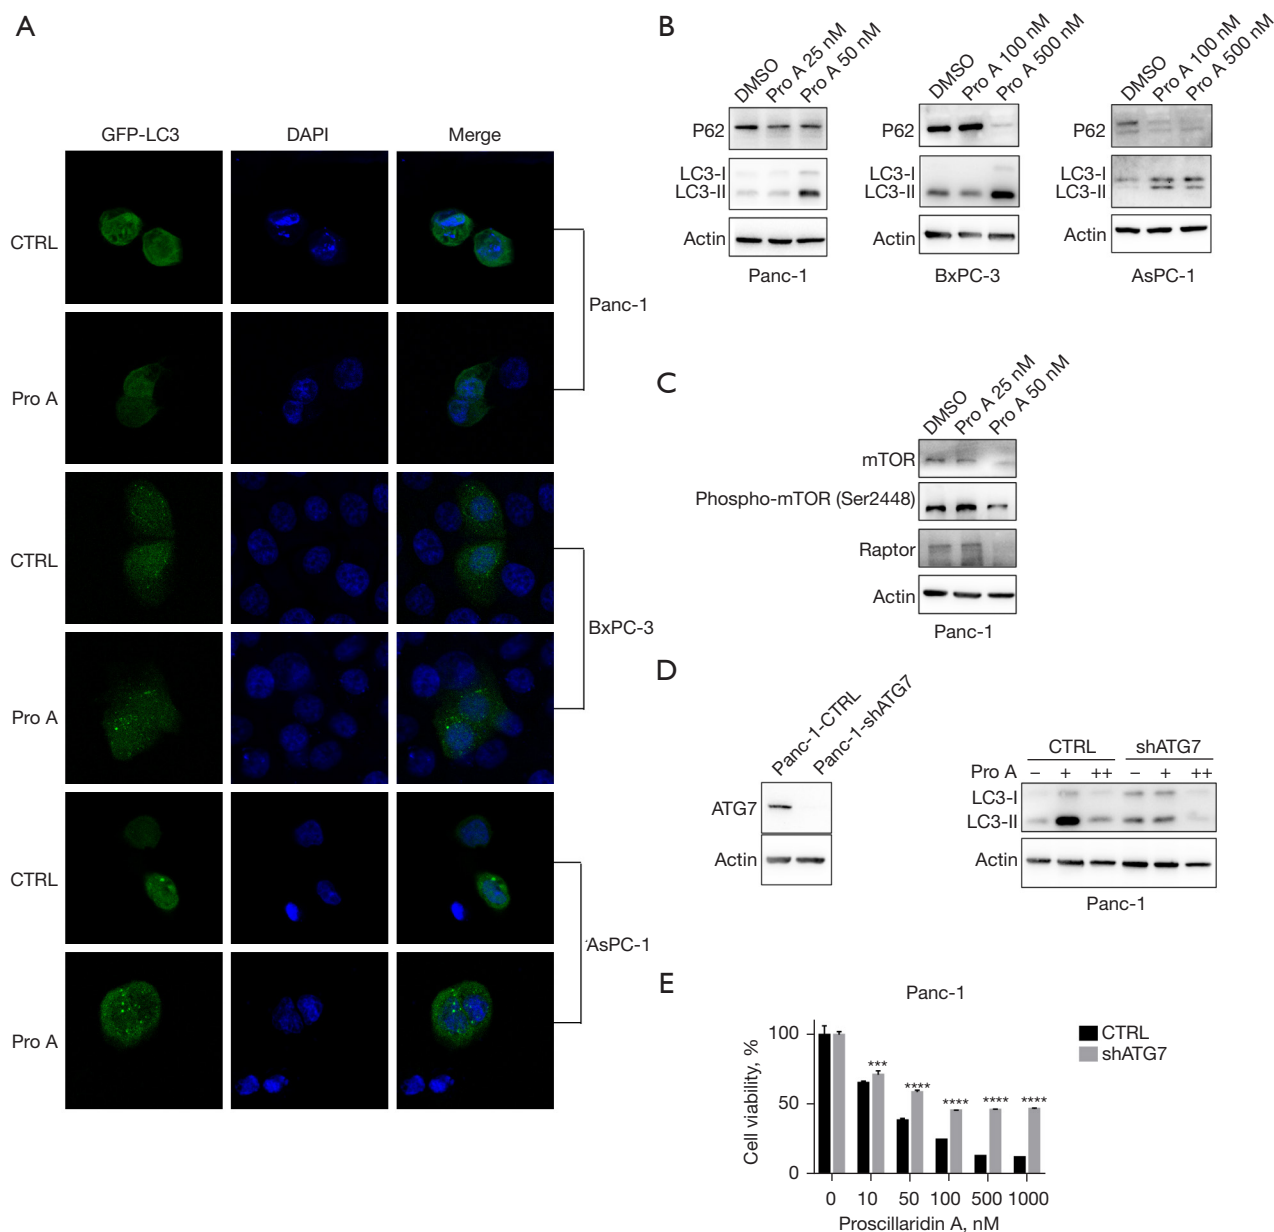 A
GFP-LC3 DAPI Merge
CTRL
Panc-1
Pro A
CTRL
BxPC-3
Pro A
CTRL
AsPC-1
Pro A
B
DMSO Pro A 25 nM Pro A 50 nM
P62
LC3-I
LC3-II
Actin
Panc-1
DMSO Pro A 100 nM Pro A 500 nM
P62
LC3-I
LC3-II
Actin
BxPC-3
DMSO Pro A 100 nM Pro A 500 nM
P62
LC3-I
LC3-II
Actin
AsPC-1
C
DMSO Pro A 25 nM Pro A 50 nM
mTOR
Phospho-mTOR (Ser2448)
Raptor
Actin
Panc-1
D
Panc-1-CTRL Panc-1-shATG7
ATG7
Actin
CTRL shATG7
Pro A – + ++ – + ++
LC3-I
LC3-II
Actin
Panc-1
E
Panc-1
CTRL
shATG7
Cell viability, %
100
50
0
*** **** **** **** ****
0 10 50 100 500 1000
Proscillaridin A, nM